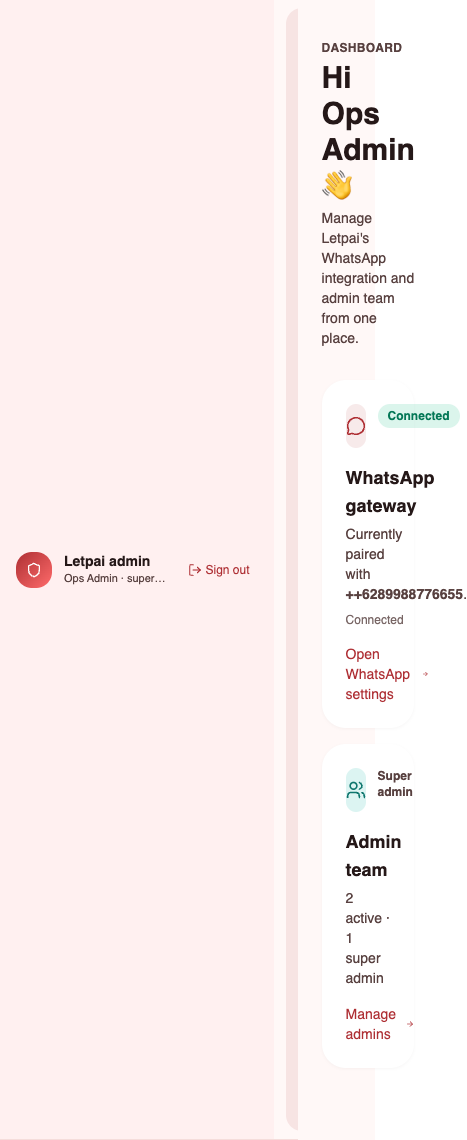 Letpai admin
Ops Admin · super…
Sign out
DASHBOARD
Hi
Ops
Admin
👋
Manage
Letpai's
WhatsApp
integration and
admin team
from one
place.
Connected
WhatsApp
gateway
Currently
paired
with
++6289988776655.
Connected
Open
WhatsApp
settings
Super
admin
Admin
team
2
active ·
1
super
admin
Manage
admins